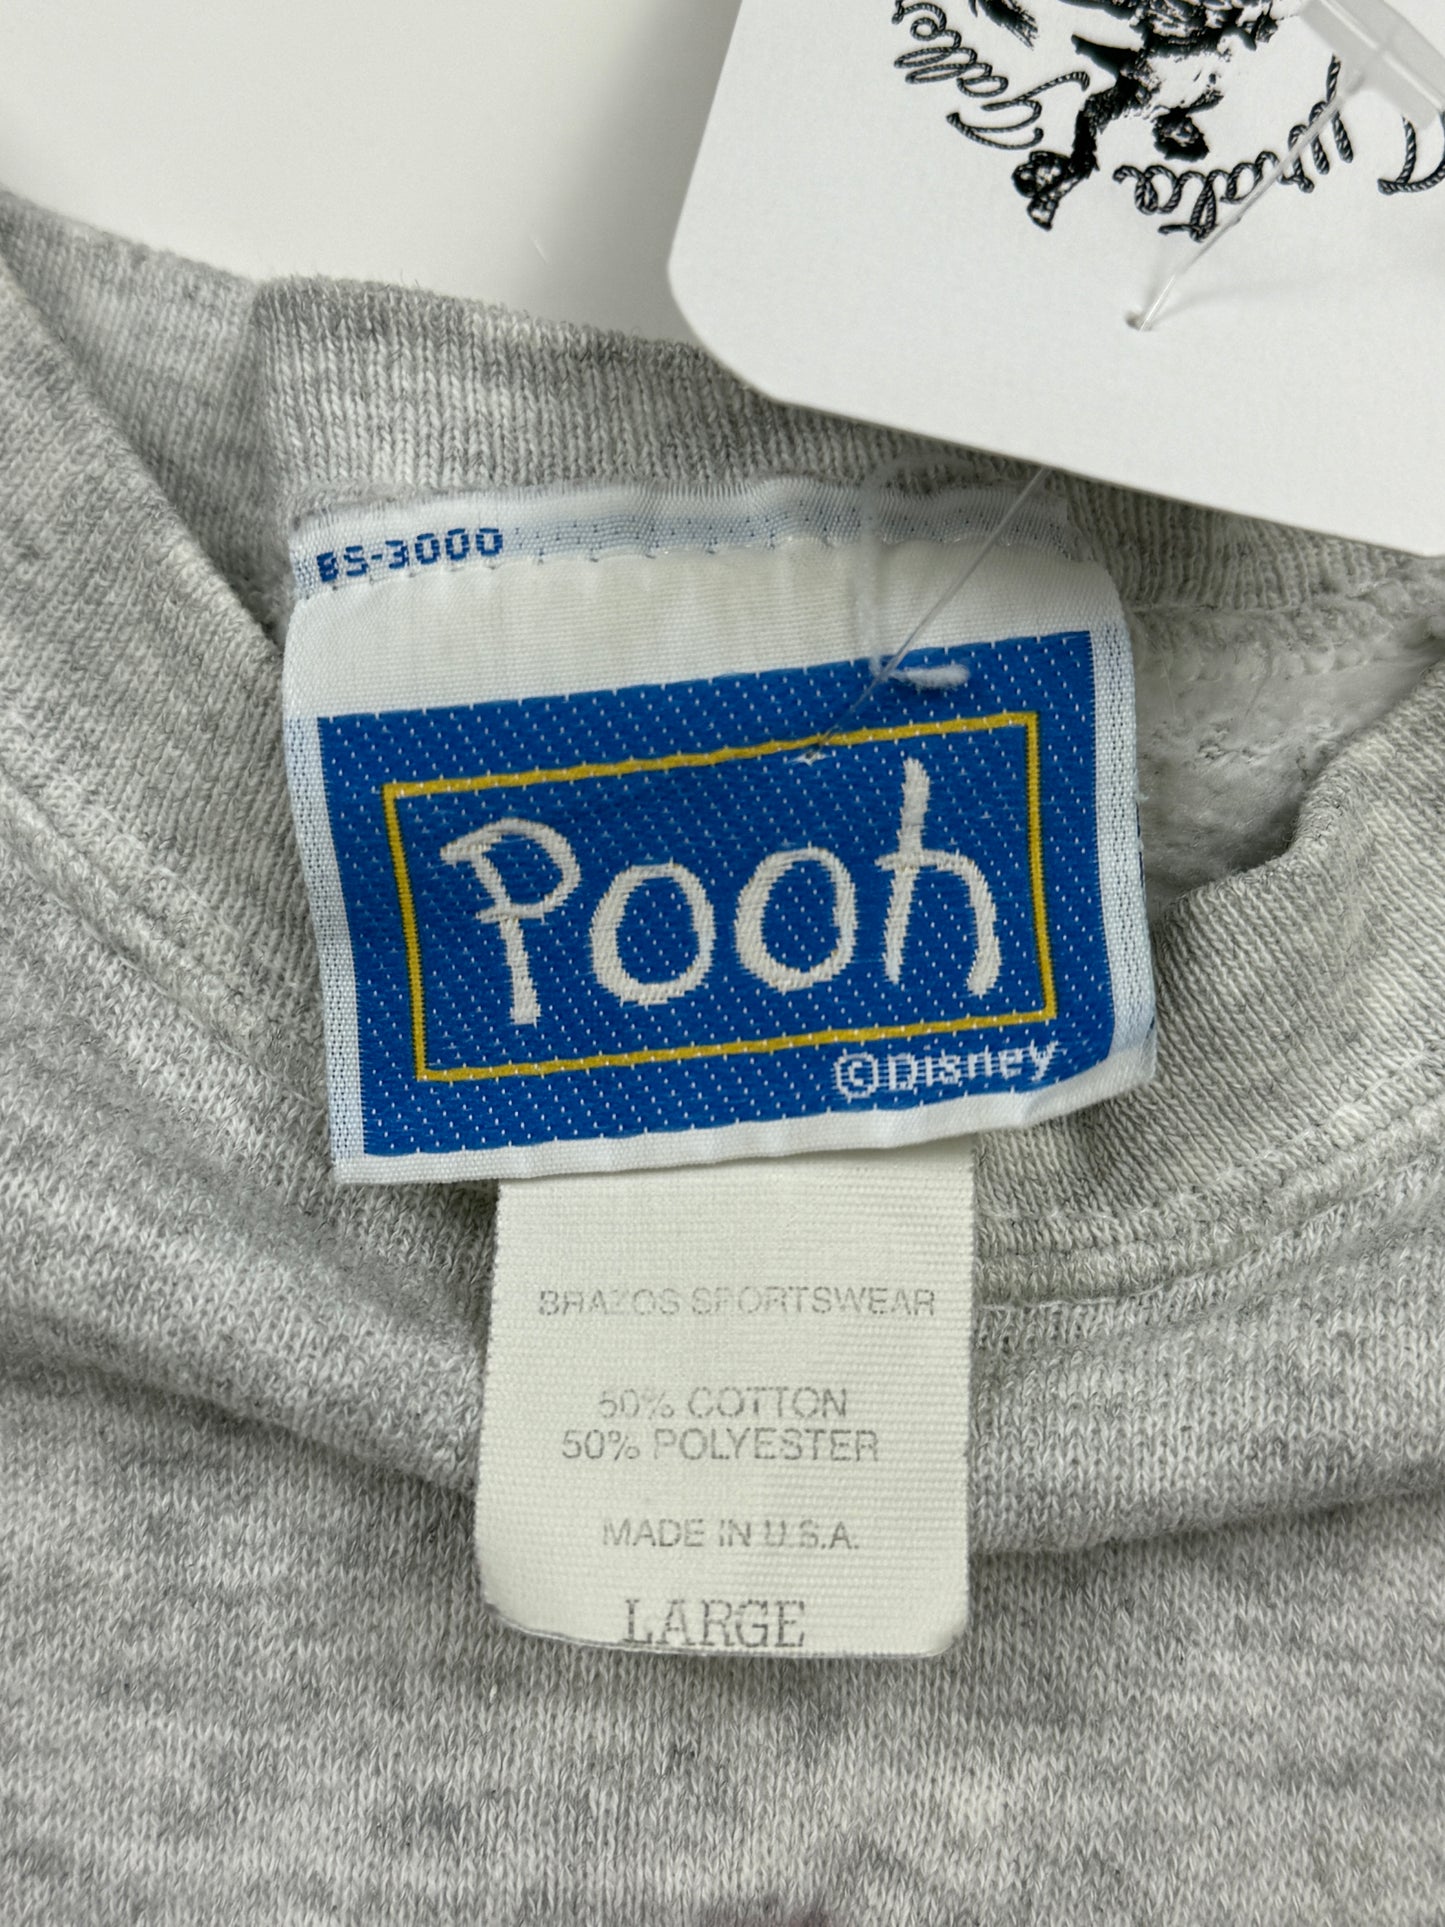 BS-3000
Pooh
©Disney
BRAZOS SPORTSWEAR
50% COTTON
50% POLYESTER
MADE IN U.S.A.
LARGE